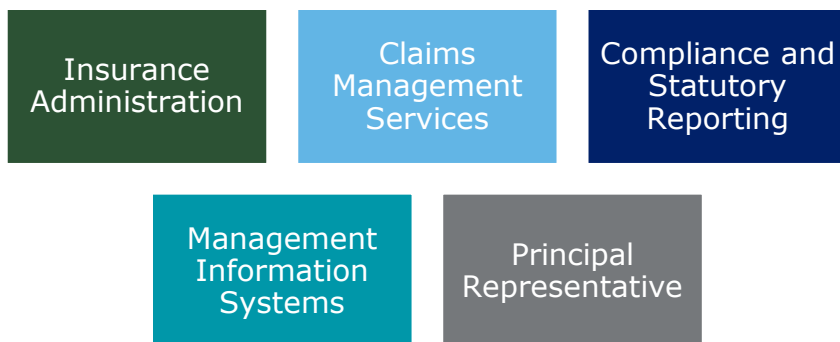 Insurance
Administration
Claims
Management
Services
Compliance and
Statutory
Reporting
Management
Information
Systems
Principal
Representative